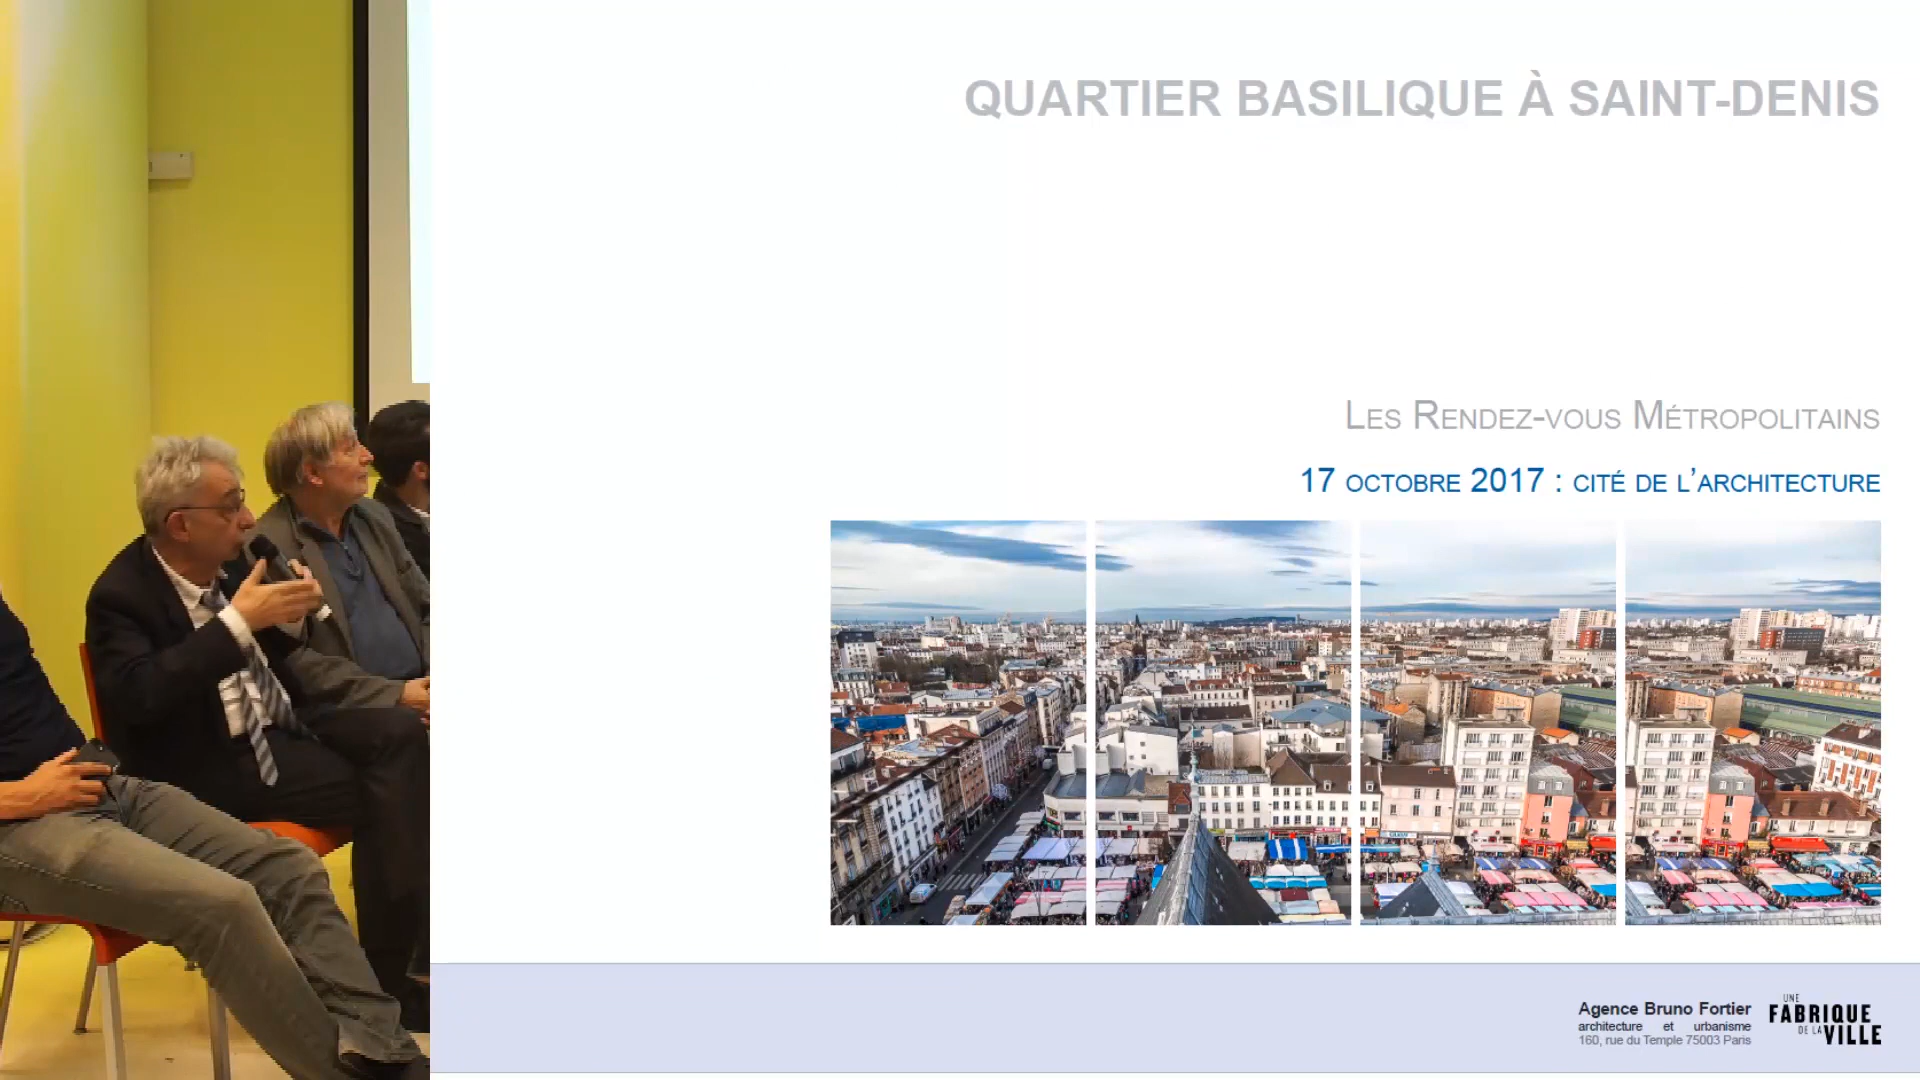 QUARTIER BASILIQUE À SAINT-DENIS
LES RENDEZ-VOUS MÉTROPOLITAINS
17 OCTOBRE 2017 : CITÉ DE L'ARCHITECTURE
Agence Bruno Fortier
architecture et urbanisme
160, rue du Temple 75003 Paris
UNE
FABRIQUE
DE LA VILLE